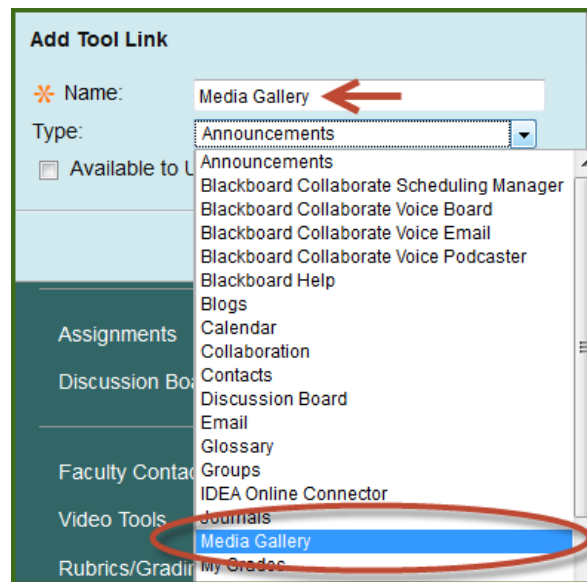 Add Tool Link
Name: Media Gallery
Type: Announcements
Available to U
Announcements
Blackboard Collaborate Scheduling Manager
Blackboard Collaborate Voice Board
Blackboard Collaborate Voice Email
Blackboard Collaborate Voice Podcaster
Blackboard Help
Blogs
Calendar
Collaboration
Contacts
Discussion Board
Email
Glossary
Groups
IDEA Online Connector
Journals
Media Gallery
My Grades
Assignments
Discussion Boa
Faculty Contac
Video Tools
Rubrics/Gradin